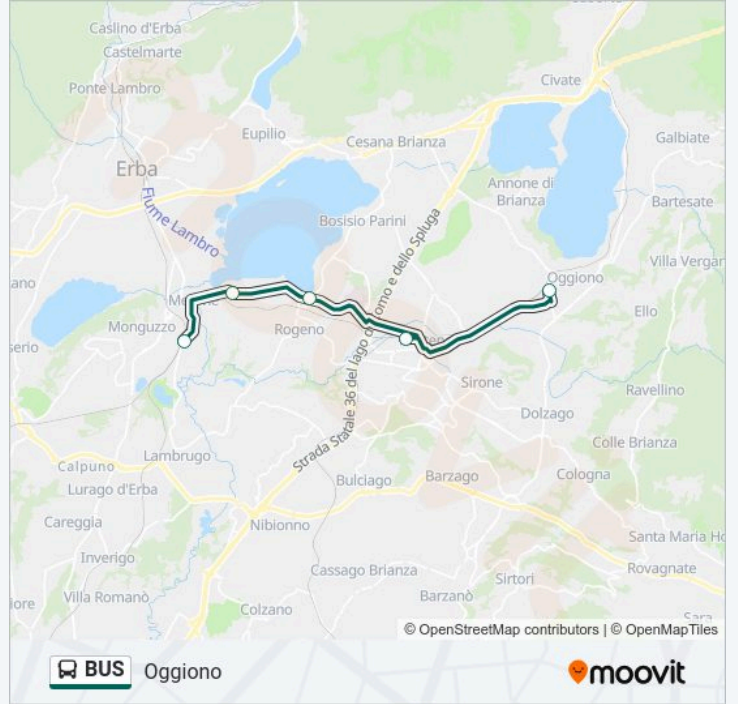 Caslino d'Erba
Castelmarte
Civate
Ponte Lambro
Eupilio
Cesana Brianza
Galbiate
Erba
Annone di
Brianza
Bartesate
Fiume Lambro
Bosisio Parini
Villa Vergar
Oggiono
ano
Ello
Monguzzo
Rogeno
serio
Strada Statale 36 del lago di Como e dello Spluga
Sirone
Ravellino
Dolzago
Colle Brianza
Lambrugo
Calpuno
Lurago d'Erba
Bulciago
Barzago
Cologna
Careggia
Nibionno
Santa Maria Ho
Inverigo
Cassago Brianza
Rovagnate
Sirtori
Villa Romanò
Barzanò
iore
Colzano
Sara
© OpenStreetMap contributors | © OpenMapTiles
BUS Oggiono
moovit